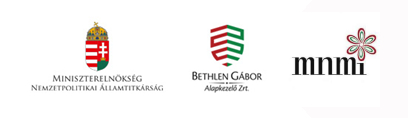 MINISZTERELNÖKSÉG
NEMZETPOLITIKAI ÁLLAMTITKÁRSÁG
BETHLEN GÁBOR
Alapkezelő Zrt.
mnmi